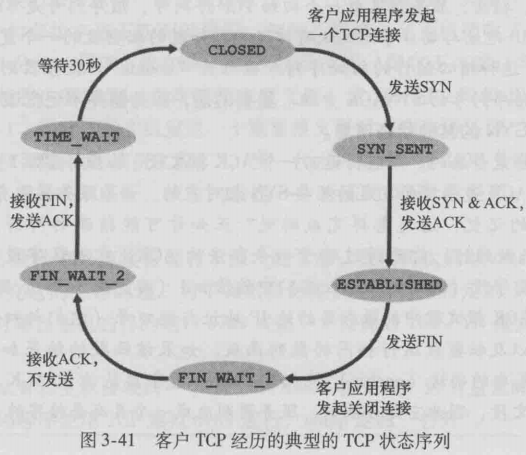 CLOSED
客户应用程序发起
一个TCP连接
发送SYN
SYN_SENT
接收SYN & ACK,
发送ACK
ESTABLISHED
发送FIN
客户应用程序
发起关闭连接
FIN_WAIT_1
接收ACK,
不发送
FIN_WAIT_2
接收FIN,
发送ACK
TIME_WAIT
等待30秒
图 3-41 客户 TCP 经历的典型的 TCP 状态序列